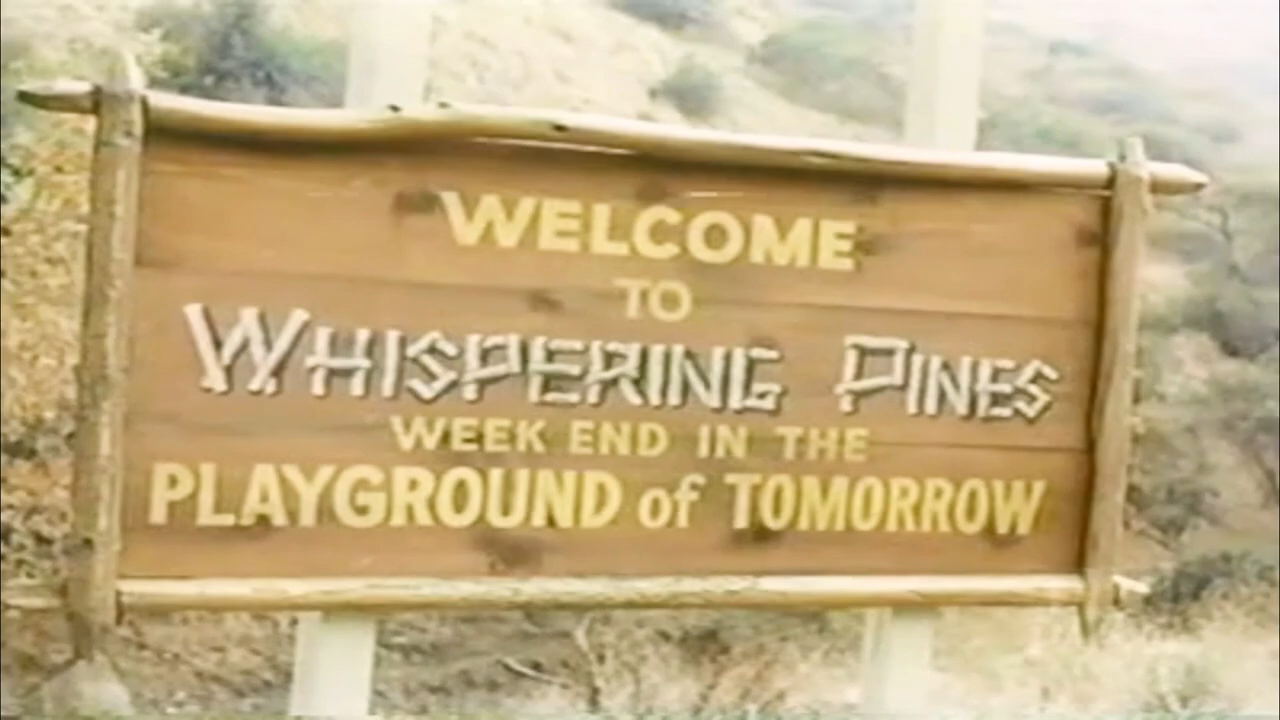 WELCOME
TO
WHISPERING PINES
WEEK END IN THE
PLAYGROUND of TOMORROW